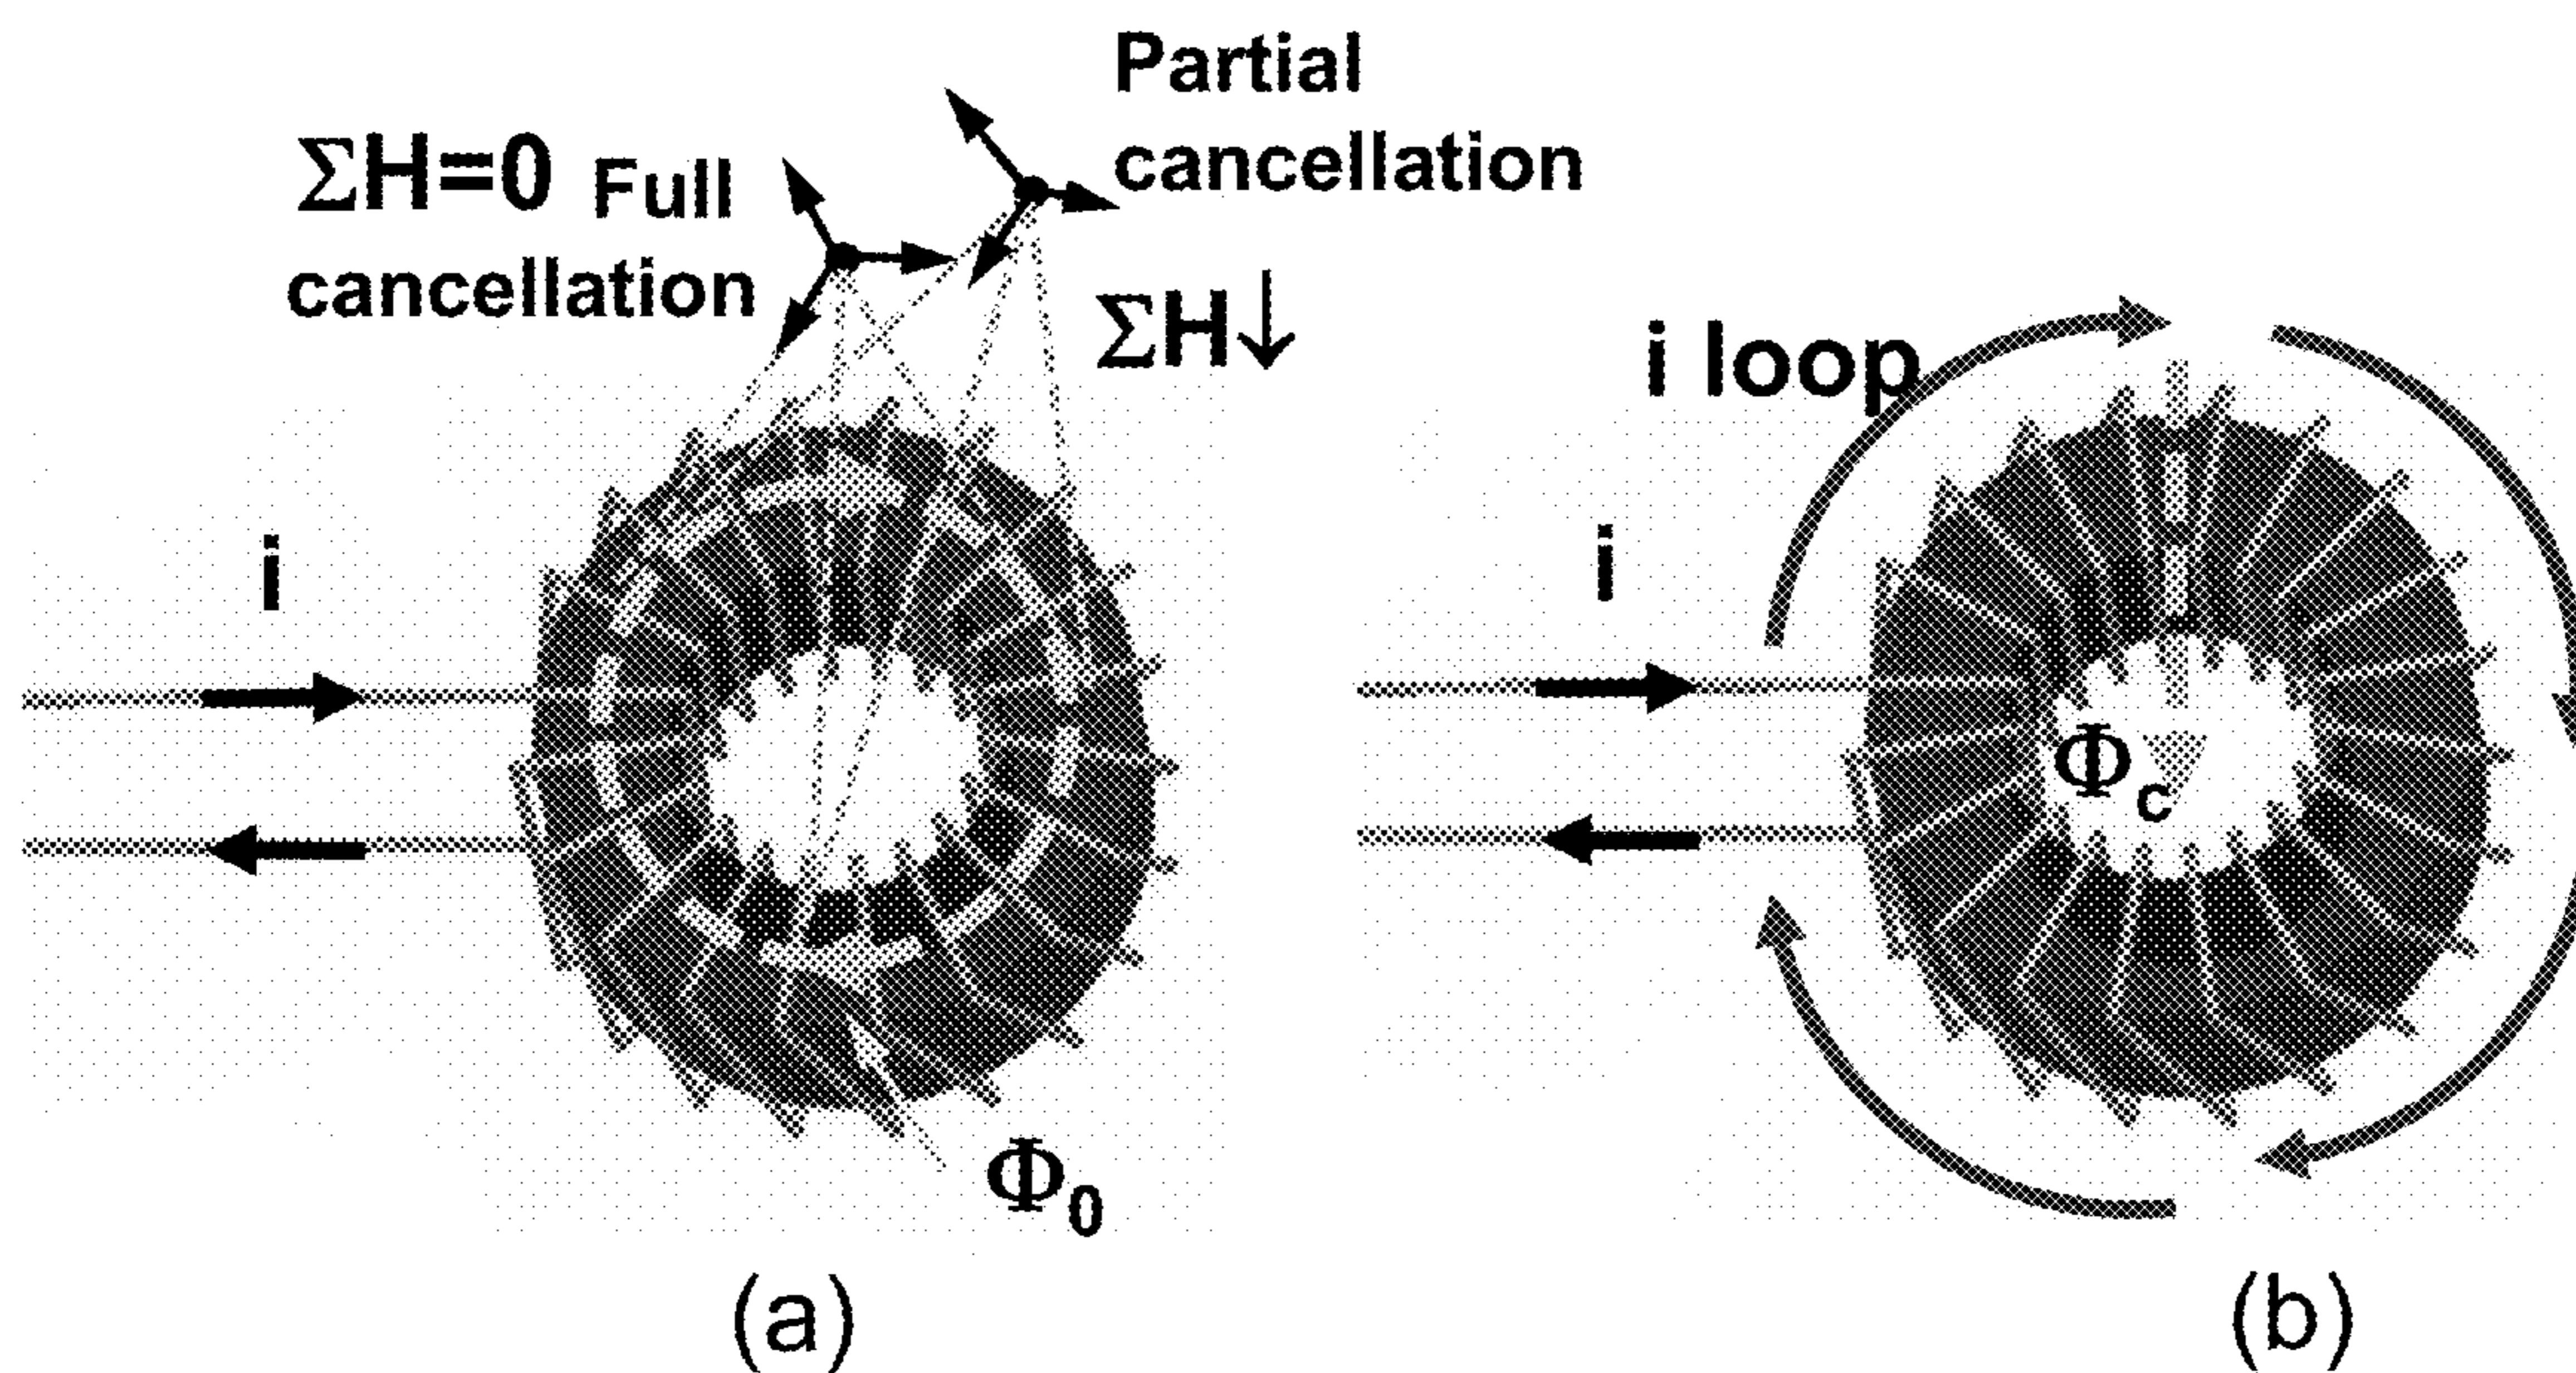 Partial
cancellation
ΣH=0 Full
cancellation
ΣH↓
i
Φ0
(a)
i loop
i
Φc
(b)